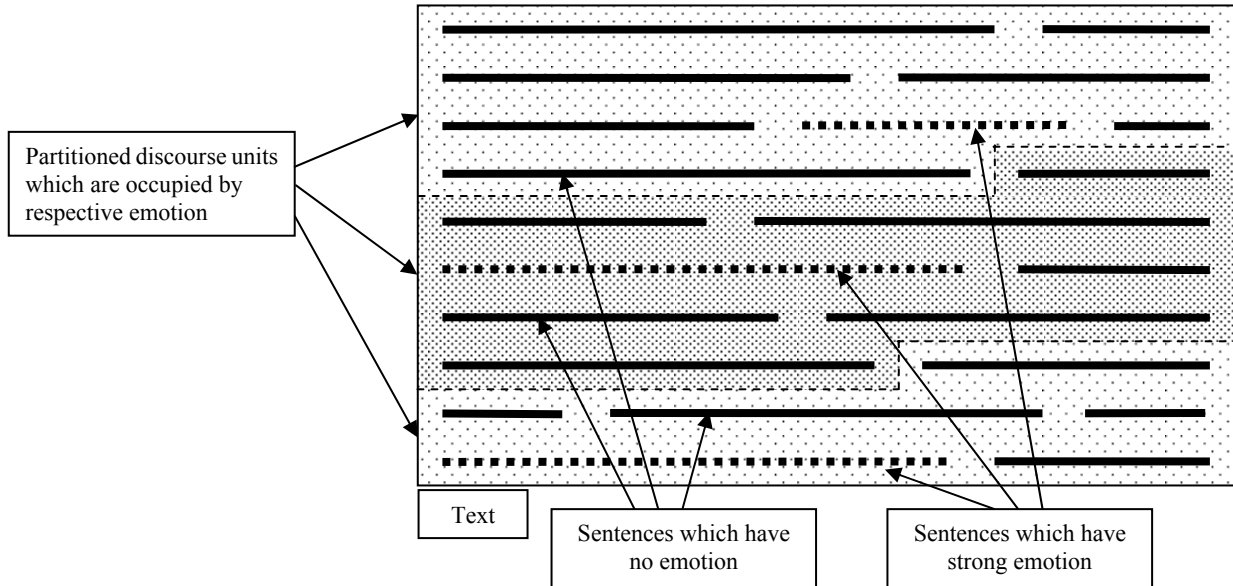 Partitioned discourse units
which are occupied by
respective emotion
Text
Sentences which have
no emotion
Sentences which have
strong emotion